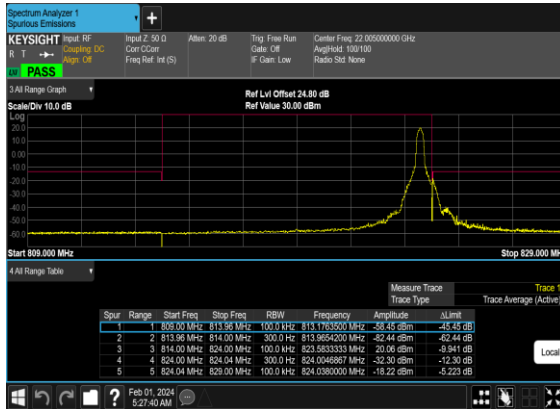 Spectrum Analyzer 1
Spurious Emissions
+
KEYSIGHT Input: RF Input Z: 50 Ω Atten: 20 dB Trig: Free Run Center Freq: 22.005000000 GHz
R T Coupling: DC Corr CCorr Gate: Off Avg|Hold: 100/100
Align: Off Freq Ref: Int (S) IF Gain: Low Radio Std: None
LV PASS
3 All Range Graph
Ref Lvl Offset 24.80 dB
Scale/Div 10.0 dB Ref Value 30.00 dBm
Log
20.0
10.0
0.00
-10.0
-20.0
-30.0
-40.0
-50.0
-60.0
Start 809.000 MHz Stop 829.000 MH
4 All Range Table
Measure Trace Trace 1
Trace Type Trace Average (Active)
Spur Range Start Freq Stop Freq RBW Frequency Amplitude ΔLimit
1 1 809.00 MHz 813.96 MHz 100.0 kHz 813.1763500 MHz -58.45 dBm -45.45 dB
2 2 813.96 MHz 814.00 MHz 300.0 Hz 813.9654200 MHz -82.44 dBm -62.44 dB
3 3 814.00 MHz 824.00 MHz 100.0 kHz 823.5833333 MHz 20.06 dBm -9.941 dB
4 4 824.00 MHz 824.04 MHz 300.0 Hz 824.0046867 MHz -32.30 dBm -12.30 dB
5 5 824.04 MHz 829.00 MHz 100.0 kHz 824.0380000 MHz -18.22 dBm -5.223 dB
Local
? Feb 01, 2024
5:27:40 AM